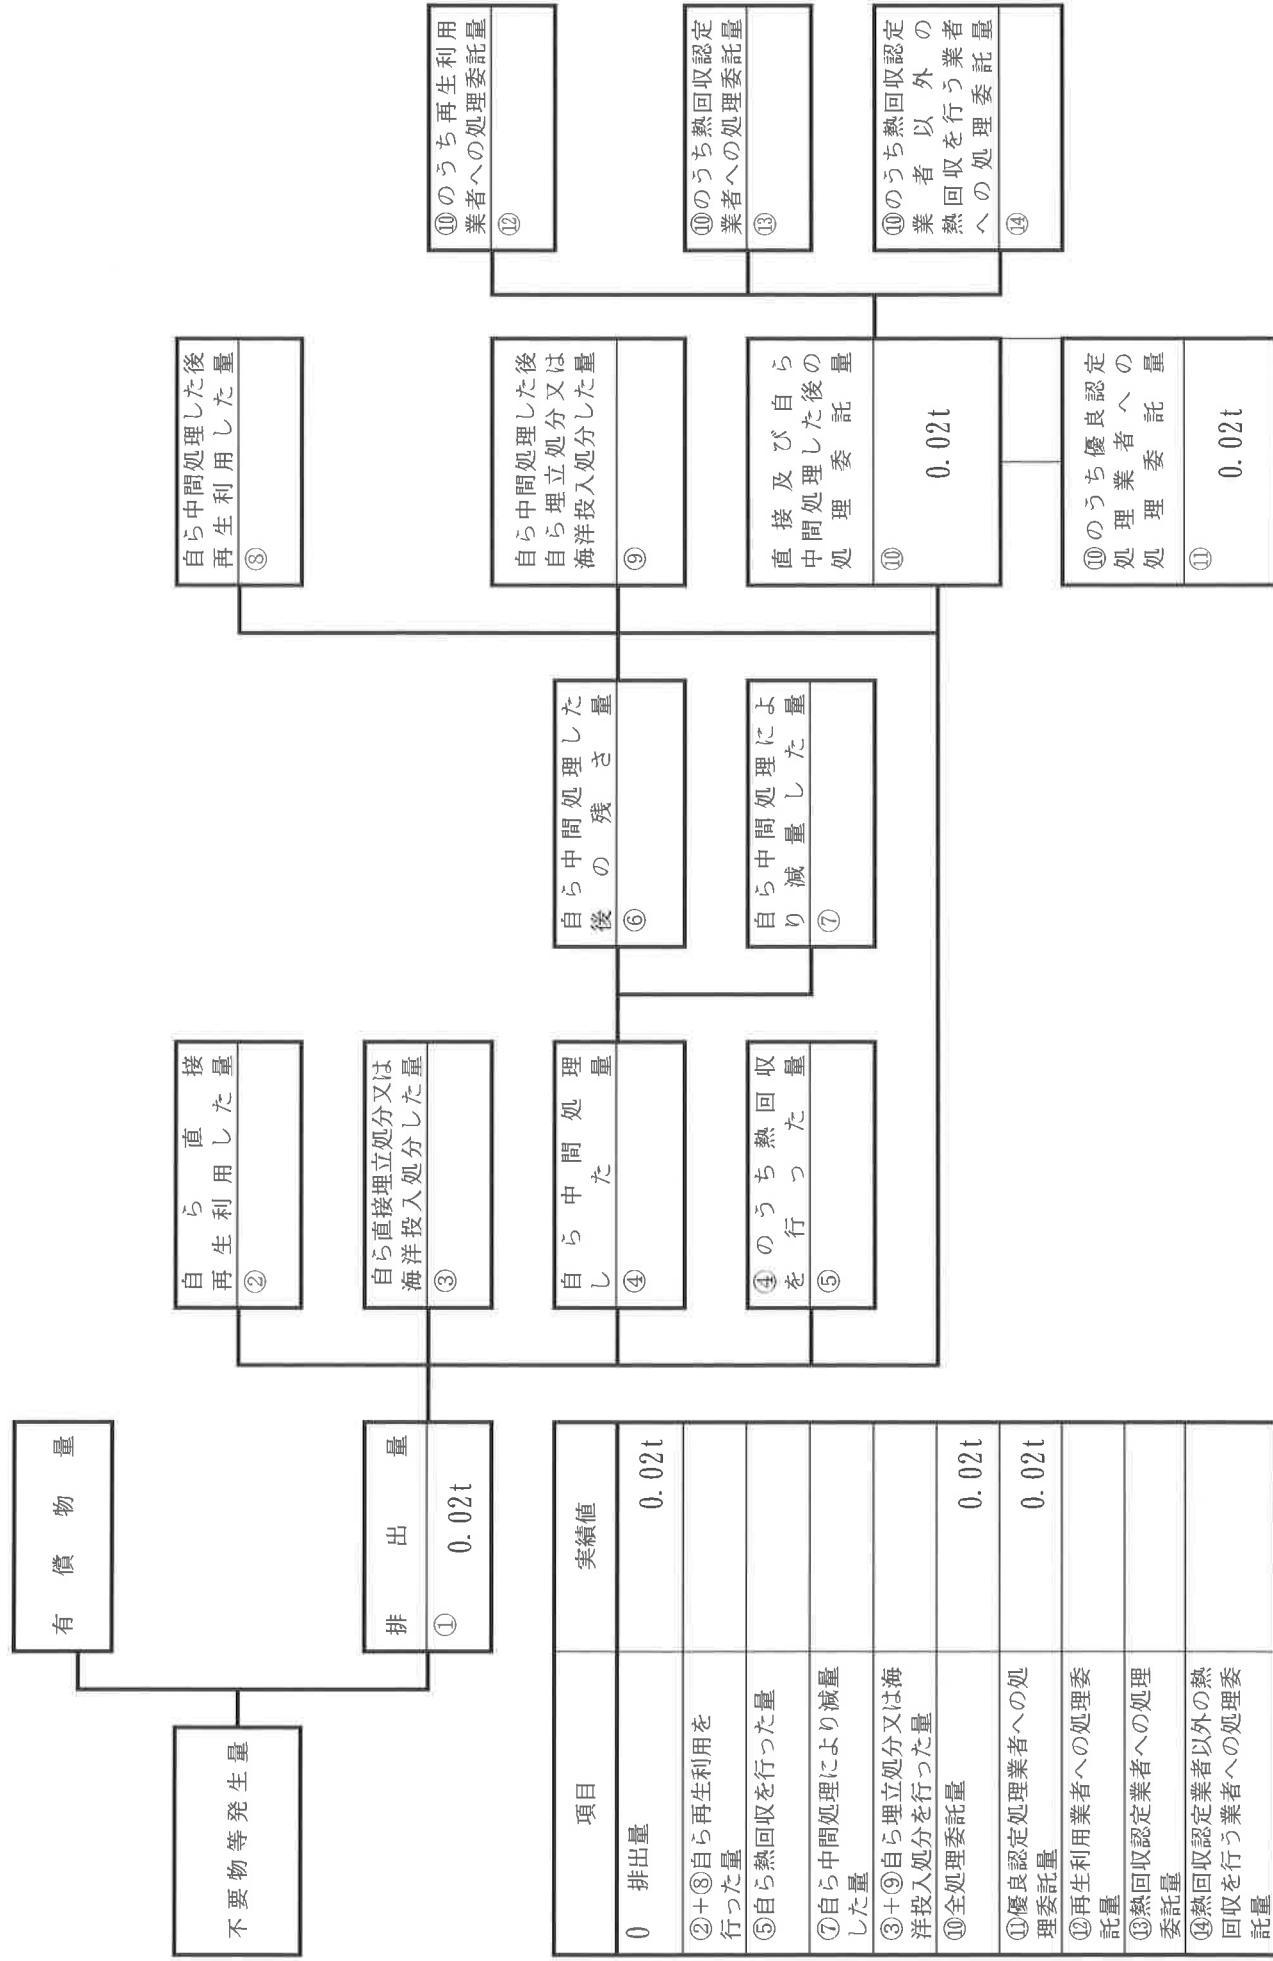 不要物等発生量
有償物量
排出量
① 0.02t
自ら直接
再生利用した量
②
自ら直接埋立処分又は
海洋投入処分した量
③
自ら中間処理
した量
④
④のうち熱回収
を行った量
⑤
自ら中間処理した
後の残さ量
⑥
自ら中間処理によ
り減量した量
⑦
自ら中間処理した後
再生利用した量
⑧
自ら中間処理した後
自ら埋立処分又は
海洋投入処分した量
⑨
直接及び自ら
中間処理した後の
処理委託量
⑩ 0.02t
⑩のうち優良認定
処理業者への
処理委託量
⑪ 0.02t
⑩のうち再生利用
業者への処理委託量
⑫
⑩のうち熱回収認定
業者への処理委託量
⑬
⑩のうち熱回収認定
業者以外の
熱回収を行う業者
への処理委託量
⑭
項目 実績値
0 排出量 0.02t
②+⑧自ら再生利用を
行った量
⑤自ら熱回収を行った量
⑦自ら中間処理により減量
した量
③+⑨自ら埋立処分又は海
洋投入処分を行った量
⑩全処理委託量 0.02t
⑪優良認定処理業者への処
理委託量 0.02t
⑫再生利用業者への処理委
託量
⑬熱回収認定業者への処理
委託量
⑭熱回収認定業者以外の熱
回収を行う業者への処理委
託量